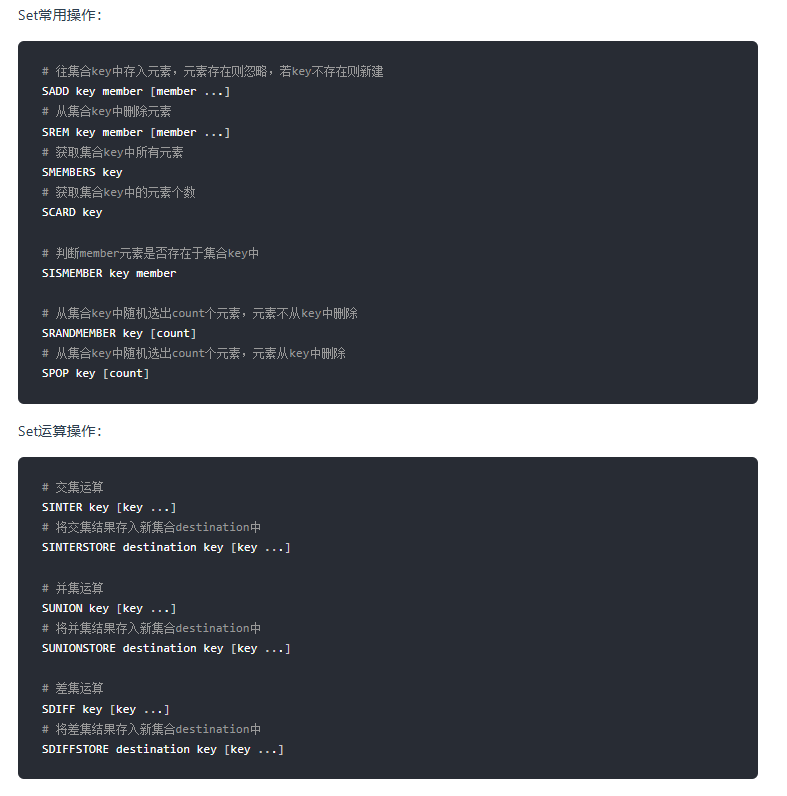 Set常用操作：
# 往集合key中存入元素，元素存在则忽略，若key不存在则新建
SADD key member [member ...]
# 从集合key中删除元素
SREM key member [member ...]
# 获取集合key中所有元素
SMEMBERS key
# 获取集合key中的元素个数
SCARD key
# 判断member元素是否存在于集合key中
SISMEMBER key member
# 从集合key中随机选出count个元素，元素不从key中删除
SRANDMEMBER key [count]
# 从集合key中随机选出count个元素，元素从key中删除
SPOP key [count]
Set运算操作：
# 交集运算
SINTER key [key ...]
# 将交集结果存入新集合destination中
SINTERSTORE destination key [key ...]
# 并集运算
SUNION key [key ...]
# 将并集结果存入新集合destination中
SUNIONSTORE destination key [key ...]
# 差集运算
SDIFF key [key ...]
# 将差集结果存入新集合destination中
SDIFFSTORE destination key [key ...]